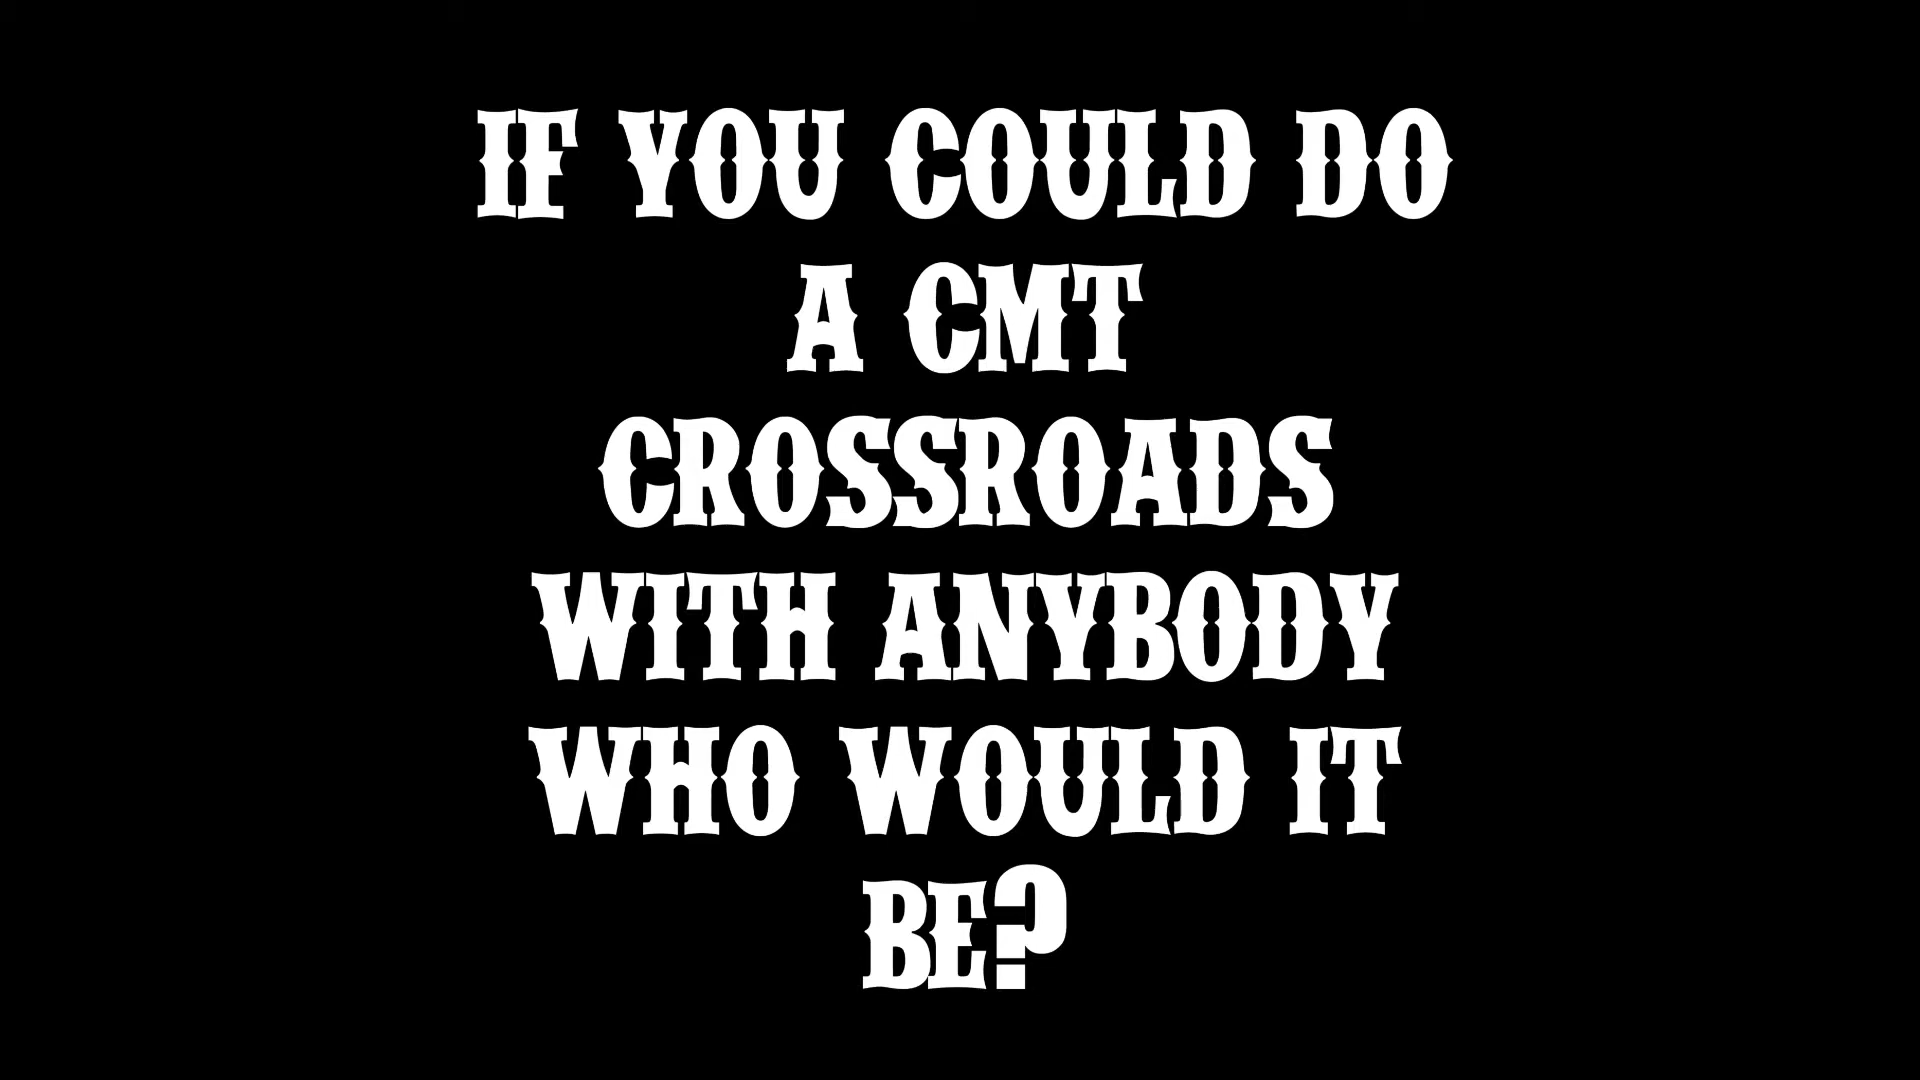 IF YOU COULD DO
A CMT
CROSSROADS
WITH ANYBODY
WHO WOULD IT
BE?